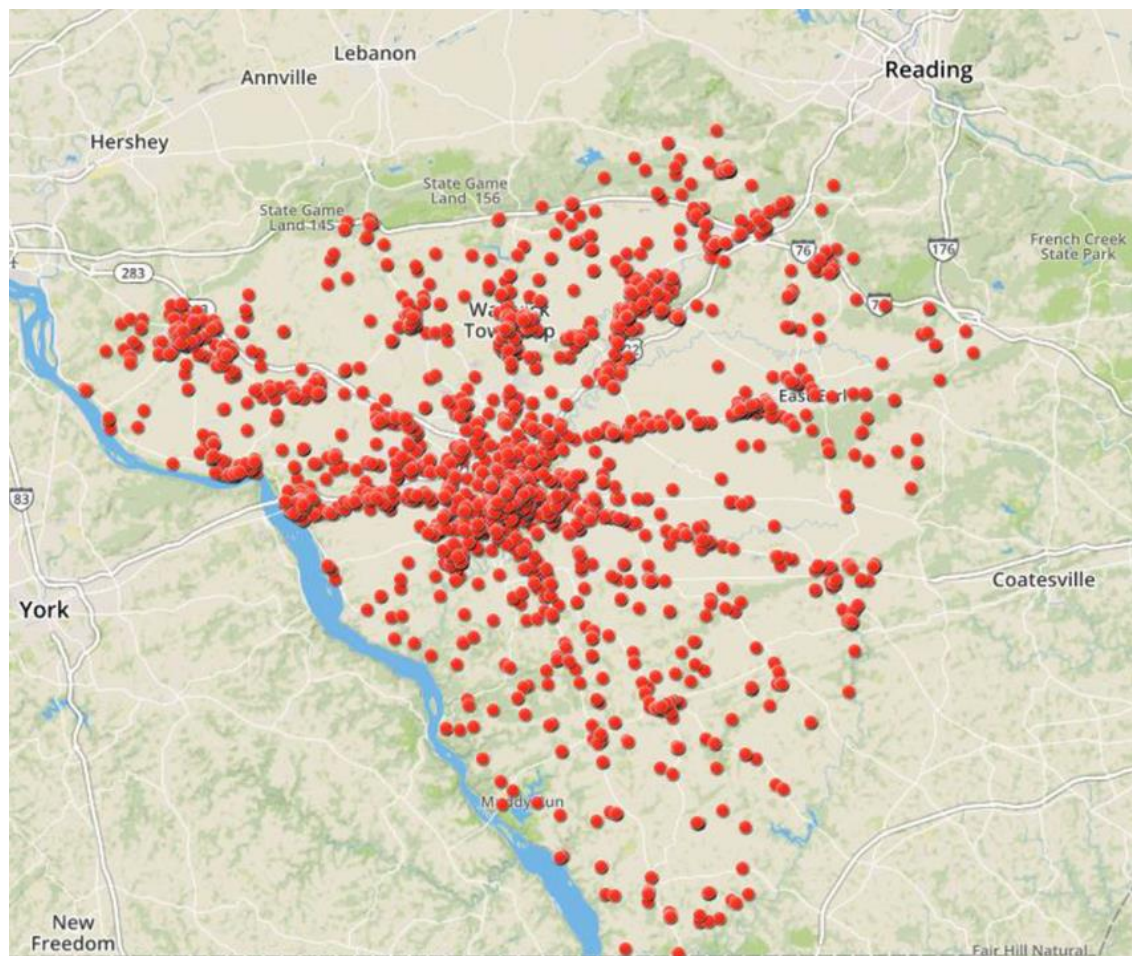 Lebanon
Annville
Reading
Hershey
State Game
Land 156
State Game
Land 145
French Creek
State Park
76
176
283
83
York
Coatesville
New
Freedom
Fair Hill Natural